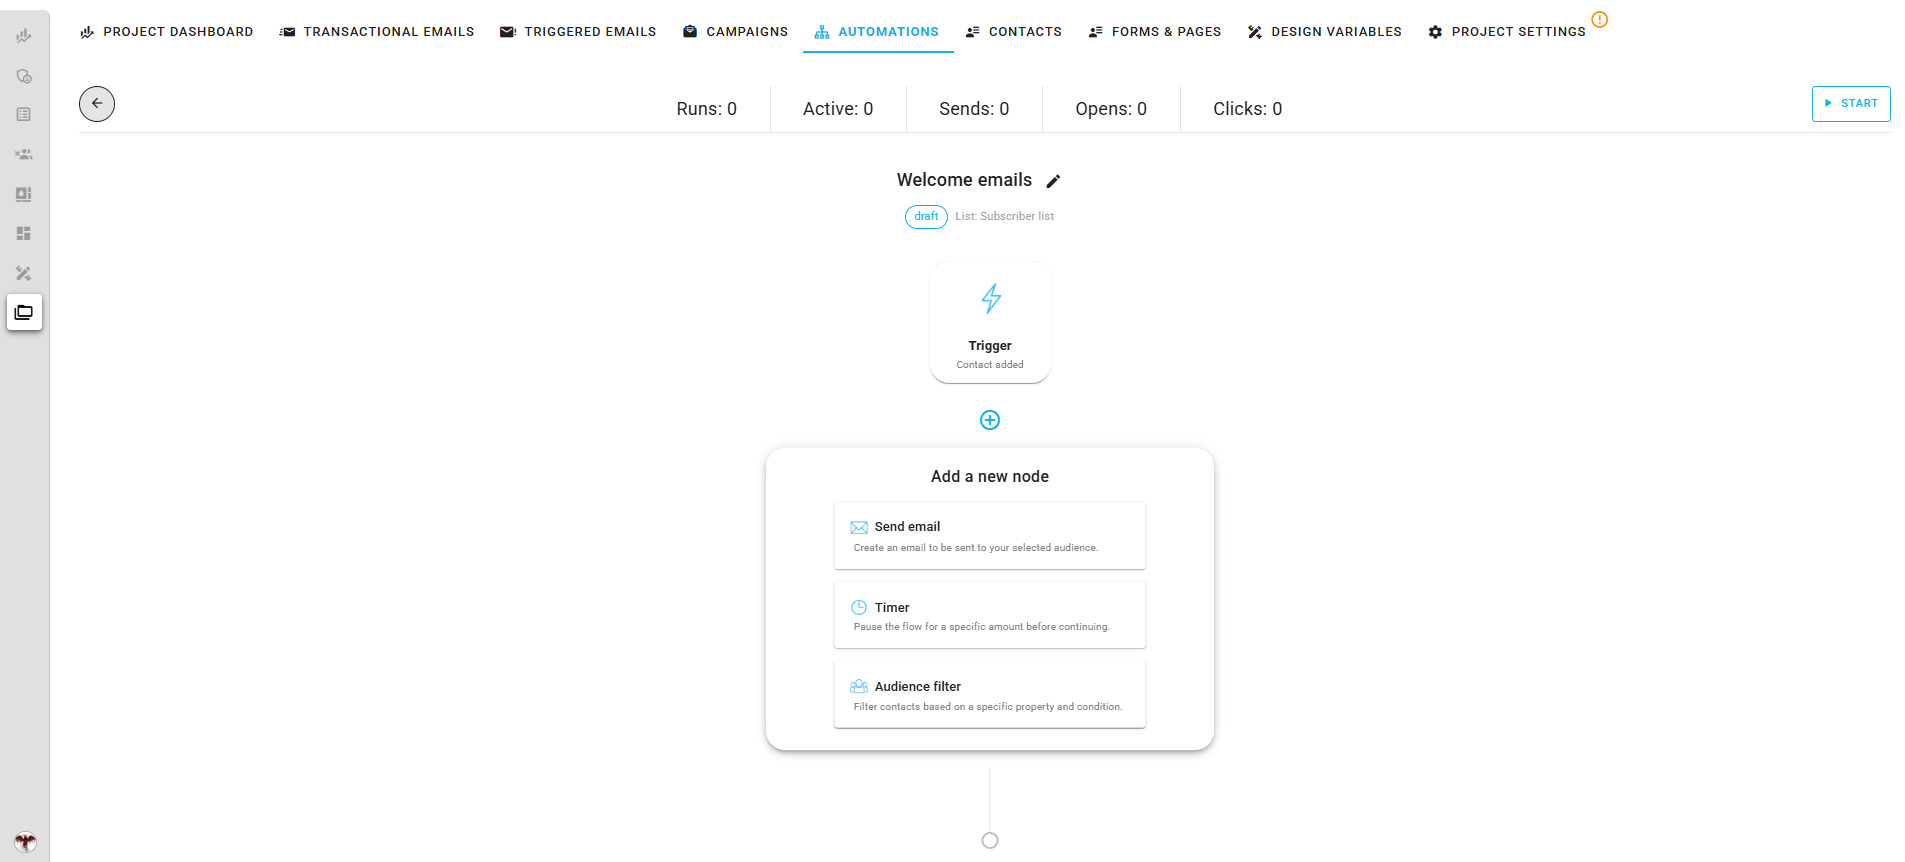 PROJECT DASHBOARD
TRANSACTIONAL EMAILS
TRIGGERED EMAILS
CAMPAIGNS
AUTOMATIONS
CONTACTS
FORMS & PAGES
DESIGN VARIABLES
PROJECT SETTINGS
Runs: 0
Active: 0
Sends: 0
Opens: 0
Clicks: 0
START
Welcome emails
draft List: Subscriber list
Trigger
Contact added
Add a new node
Send email
Create an email to be sent to your selected audience.
Timer
Pause the flow for a specific amount before continuing.
Audience filter
Filter contacts based on a specific property and condition.